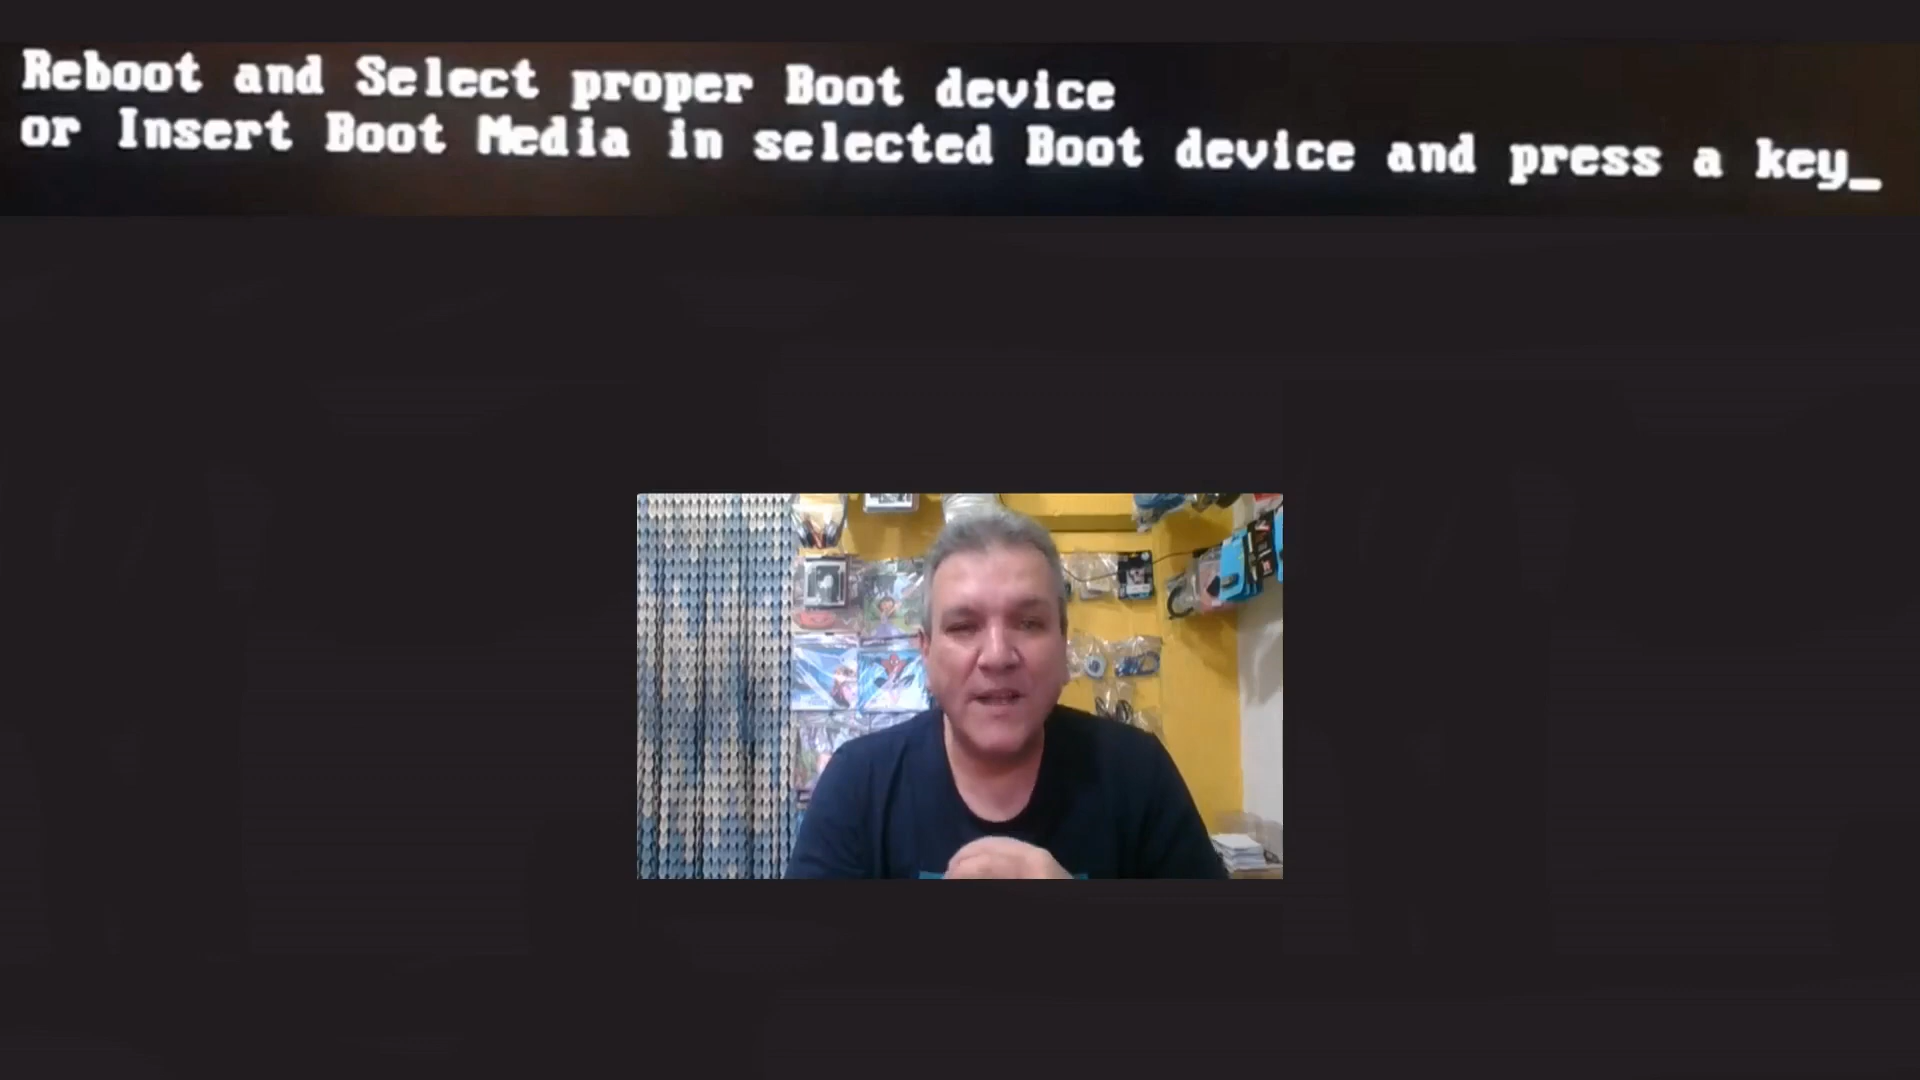 Reboot and Select proper Boot device
or Insert Boot Media in selected Boot device and press a key_